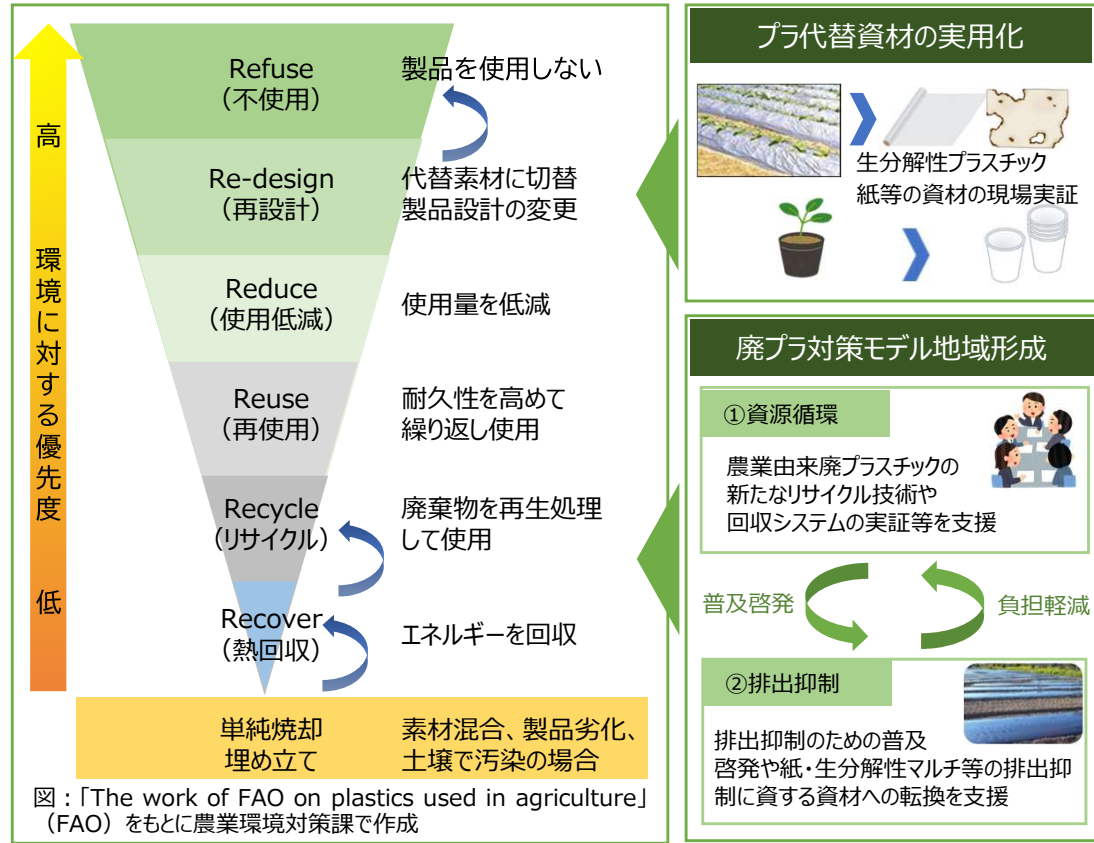 高
環境に対する優先度
低
Refuse
(不使用)
製品を使用しない
Re-design
(再設計)
代替素材に切替
製品設計の変更
Reduce
(使用低減)
使用量を低減
Reuse
(再使用)
耐久性を高めて
繰り返し使用
Recycle
(リサイクル)
廃棄物を再生処理
して使用
Recover
(熱回収)
エネルギーを回収
単純焼却
埋め立て
素材混合、製品劣化、
土壌で汚染の場合
図：「The work of FAO on plastics used in agriculture」
(FAO)をもとに農業環境対策課で作成
プラ代替資材の実用化
生分解性プラスチック
紙等の資材の現場実証
廃プラ対策モデル地域形成
①資源循環
農業由来廃プラスチックの
新たなリサイクル技術や
回収システムの実証等を支援
普及啓発
負担軽減
②排出抑制
排出抑制のための普及
啓発や紙・生分解性マルチ等の排出抑
制に資する資材への転換を支援